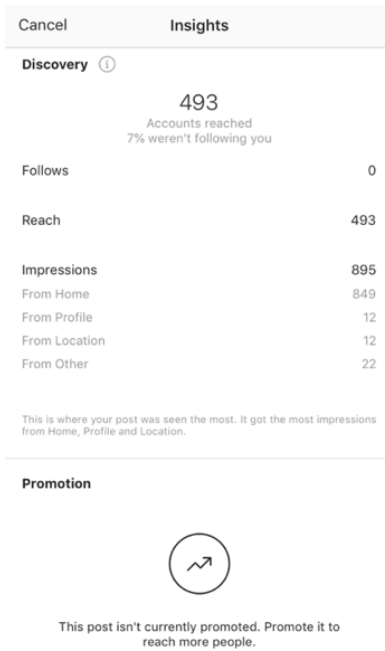 Cancel Insights
Discovery
493
Accounts reached
7% weren't following you
Follows 0
Reach 493
Impressions 895
From Home 849
From Profile 12
From Location 12
From Other 22
This is where your post was seen the most. It got the most impressions
from Home, Profile and Location.
Promotion
This post isn't currently promoted. Promote it to
reach more people.